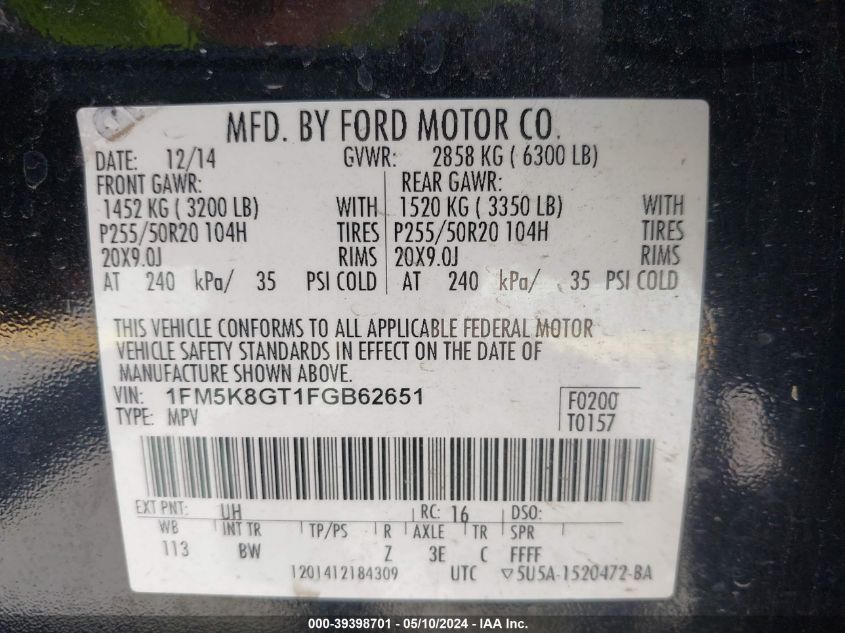 MFD. BY FORD MOTOR CO.
DATE: 12/14 GVWR: 2858 KG ( 6300 LB)
FRONT GAWR: REAR GAWR:
1452 KG ( 3200 LB) WITH 1520 KG ( 3350 LB) WITH
P255/50R20 104H TIRES P255/50R20 104H TIRES
20X9.0J RIMS 20X9.0J RIMS
AT 240 kPa/ 35 PSI COLD AT 240 kPa/ 35 PSI COLD
THIS VEHICLE CONFORMS TO ALL APPLICABLE FEDERAL MOTOR
VEHICLE SAFETY STANDARDS IN EFFECT ON THE DATE OF
MANUFACTURE SHOWN ABOVE.
VIN: 1FM5K8GT1FGB62651 F0200
TYPE: MPV T0157
EXT PNT: UH RC: 16 DSO:
WB INT TR TP/PS R AXLE TR SPR
113 BW Z 3E C FFFF
1201412184309 UTC ▽5U5A-1520472-BA
000-39398701 - 05/10/2024 - IAA Inc.